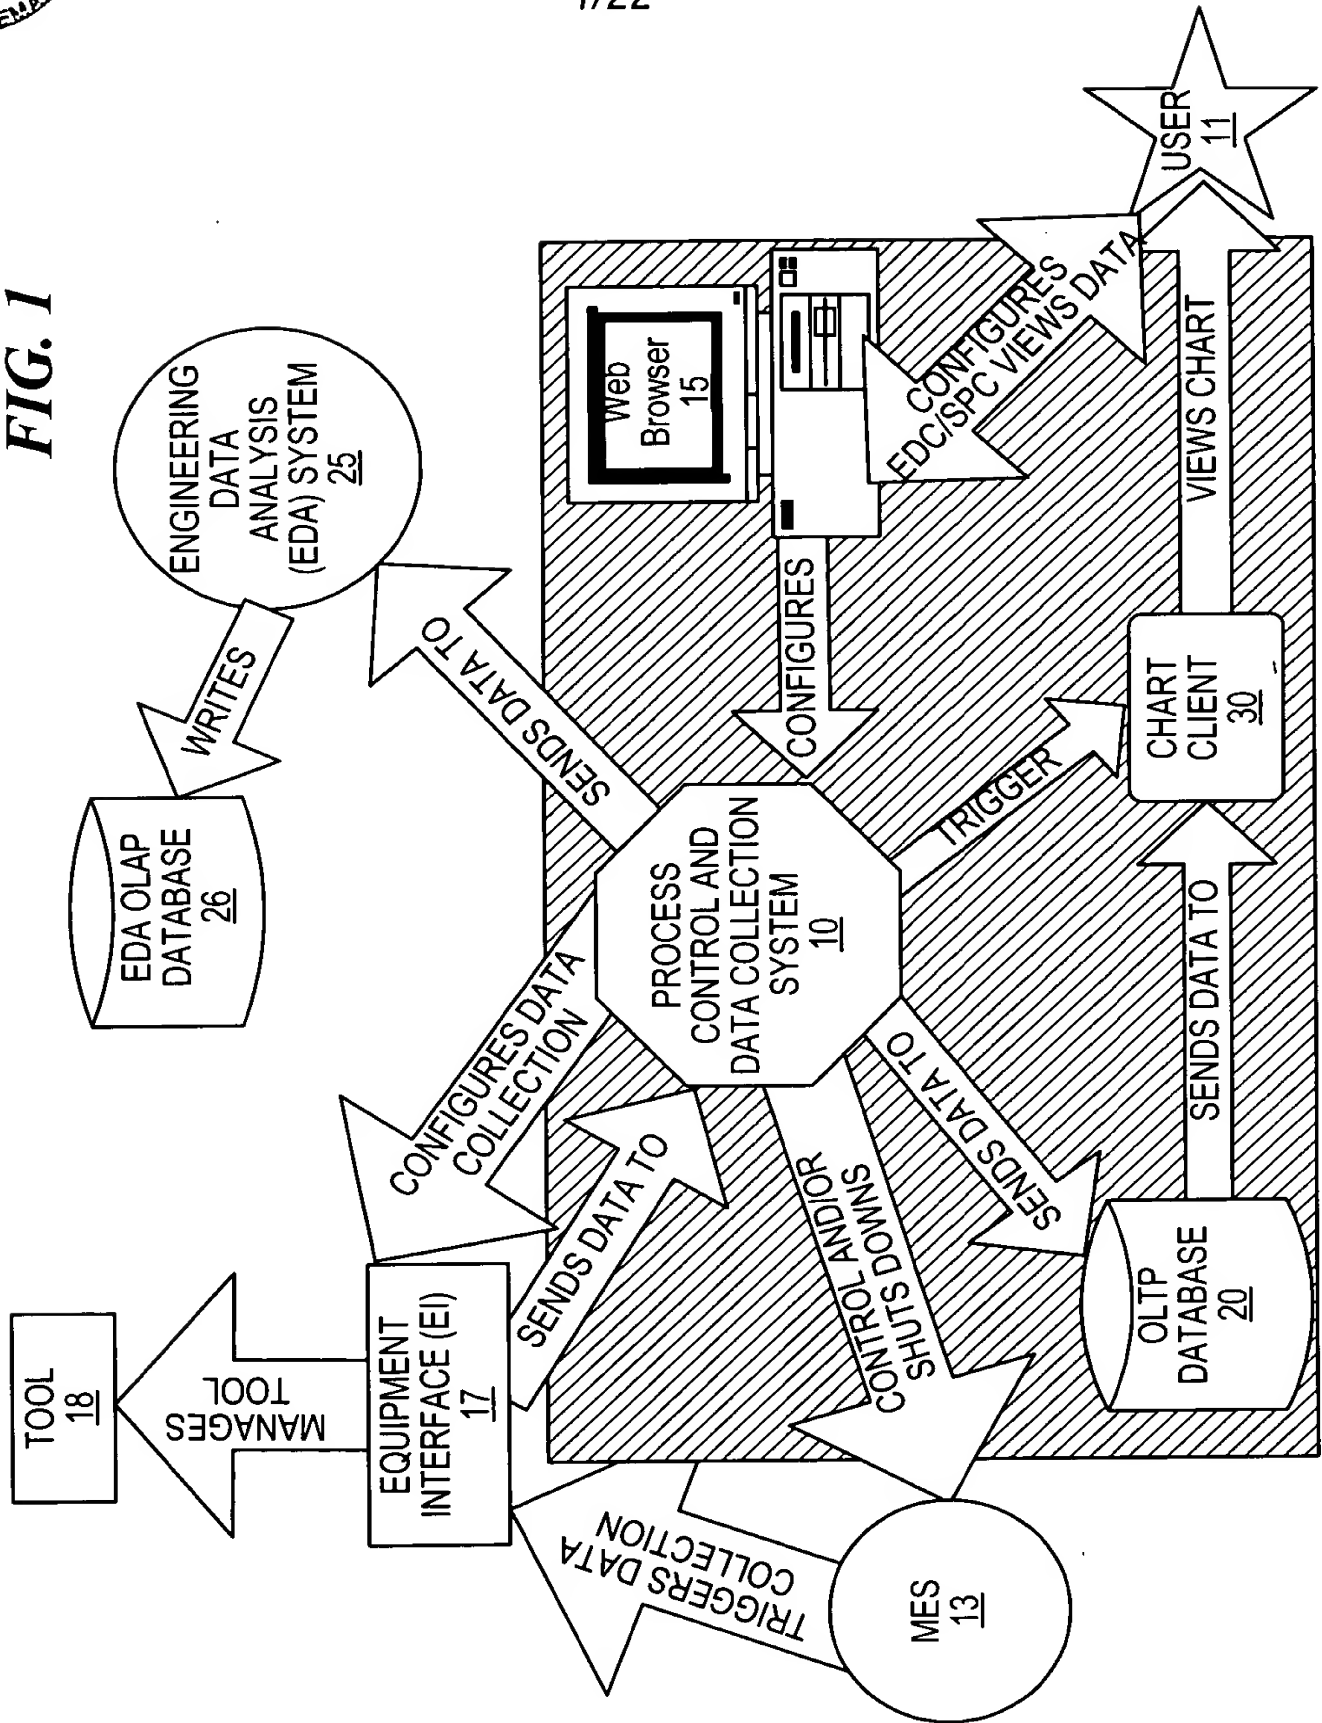 1/22
FIG. 1
TOOL
18
MANAGES
TOOL
EQUIPMENT
INTERFACE (EI)
17
EDA OLAP
DATABASE
26
WRITES
ENGINEERING
DATA
ANALYSIS
(EDA) SYSTEM
25
CONFIGURES DATA
COLLECTION
SENDS DATA TO
SENDS DATA TO
TRIGGERS DATA
COLLECTION
MES
13
CONTROL AND/OR
SHUTS DOWNS
PROCESS
CONTROL AND
DATA COLLECTION
SYSTEM
10
CONFIGURES
Web
Browser
15
CONFIGURES
EDC/SPC VIEWS DATA
SENDS DATA TO
TRIGGER
OLTP
DATABASE
20
SENDS DATA TO
CHART
CLIENT
30
VIEWS CHART
USER
11